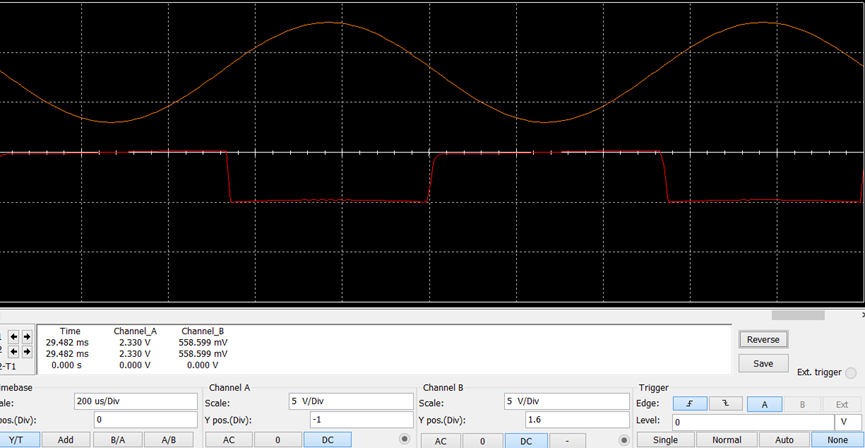 Time Channel_A Channel_B
29.482 ms 2.330 V 558.599 mV
29.482 ms 2.330 V 558.599 mV
2-T1 0.000 s 0.000 V 0.000 V
Reverse
Save
Ext. trigger
mebase
ale: 200 us/Div
pos.(Div): 0
Y/T Add B/A A/B
Channel A
Scale: 5 V/Div
Y pos.(Div): -1
AC 0 DC
Channel B
Scale: 5 V/Div
Y pos.(Div): 1.6
AC 0 DC -
Trigger
Edge: A B Ext
Level: 0 V
Single Normal Auto None